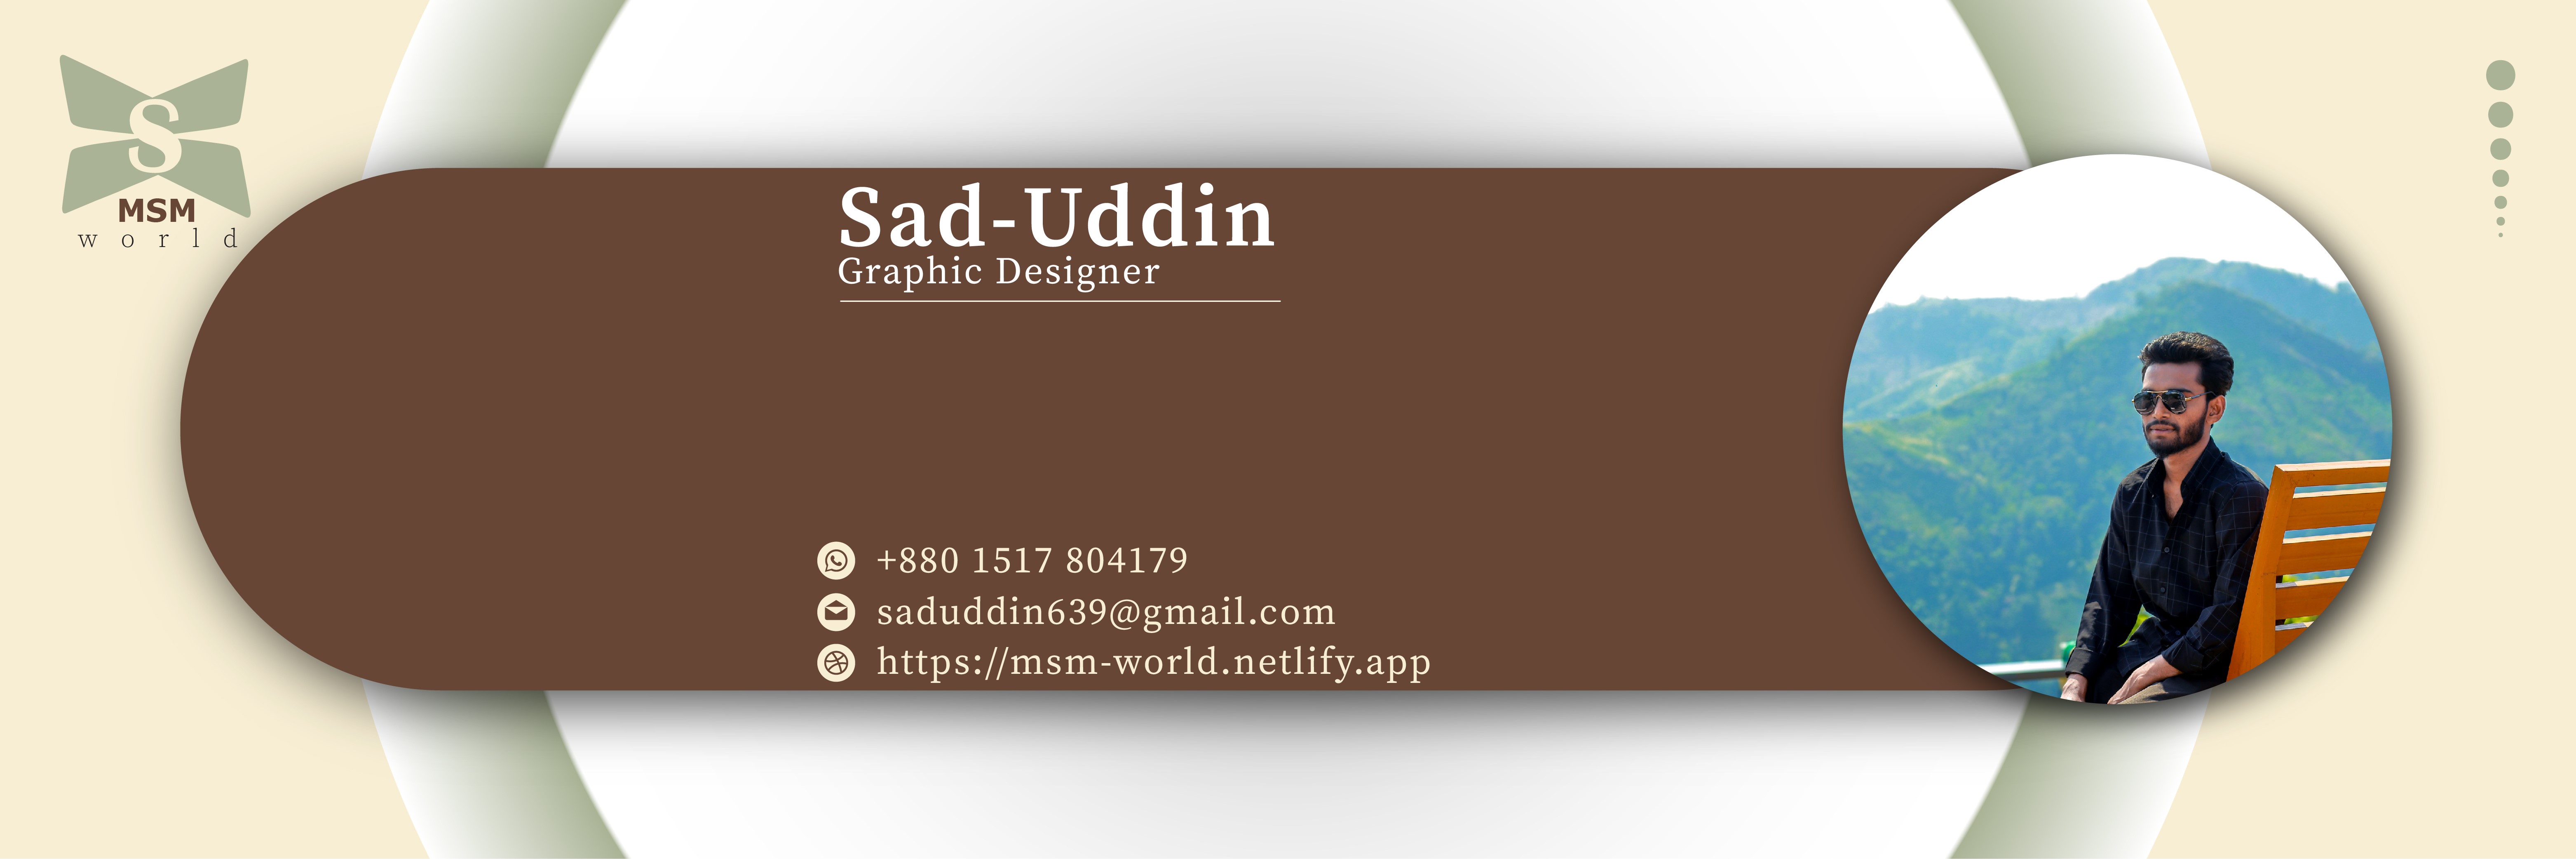 S
MSM
world
Sad-Uddin
Graphic Designer
+880 1517 804179
saduddin639@gmail.com
https://msm-world.netlify.app